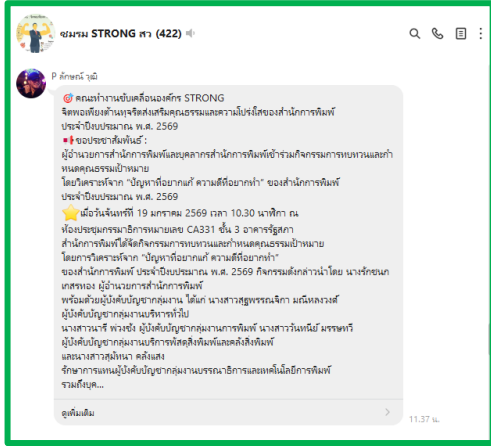 ชมรม STRONG สว (422)
P ลักษณ์ วุฒิ
🎯 คณะทำงานขับเคลื่อนองค์กร STRONG
จิตพอเพียงต้านทุจริตส่งเสริมคุณธรรมและความโปร่งใสของสำนักการพิมพ์
ประจำปีงบประมาณ พ.ศ. 2569
📢 ขอประชาสัมพันธ์ :
ผู้อำนวยการสำนักการพิมพ์และบุคลากรสำนักการพิมพ์เข้าร่วมกิจกรรมการทบทวนและกำ
หนดคุณธรรมเป้าหมาย
โดยวิเคราะห์จาก "ปัญหาที่อยากแก้ ความดีที่อยากทำ" ของสำนักการพิมพ์
ประจำปีงบประมาณ พ.ศ. 2569
⭐เมื่อวันจันทร์ที่ 19 มกราคม 2569 เวลา 10.30 นาฬิกา ณ
ห้องประชุมกรรมาธิการหมายเลข CA331 ชั้น 3 อาคารรัฐสภา
สำนักการพิมพ์ได้จัดกิจกรรมการทบทวนและกำหนดคุณธรรมเป้าหมาย
โดยการวิเคราะห์จาก "ปัญหาที่อยากแก้ ความดีที่อยากทำ"
ของสำนักการพิมพ์ ประจำปีงบประมาณ พ.ศ. 2569 กิจกรรมดังกล่าวนำโดย นางรักชนก
เกสรทอง ผู้อำนวยการสำนักการพิมพ์
พร้อมด้วยผู้บังคับบัญชากลุ่มงาน ได้แก่ นางสาวสุพรรณจิกา มณีหลวงศ์
ผู้บังคับบัญชากลุ่มงานบริหารทั่วไป
นางสาวนารี พ่วงชัง ผู้บังคับบัญชากลุ่มงานการพิมพ์ นางสาววันทนีย์ มรรษทวี
ผู้บังคับบัญชากลุ่มงานบริการพัสดุสิ่งพิมพ์และคลังสิ่งพิมพ์
และนางสาวสุมัทนา คลังแสง
รักษาการแทนผู้บังคับบัญชากลุ่มงานบรรณาธิการและเทคโนโลยีการพิมพ์
รวมถึงบุค...
ดูเพิ่มเติม
11.37 น.